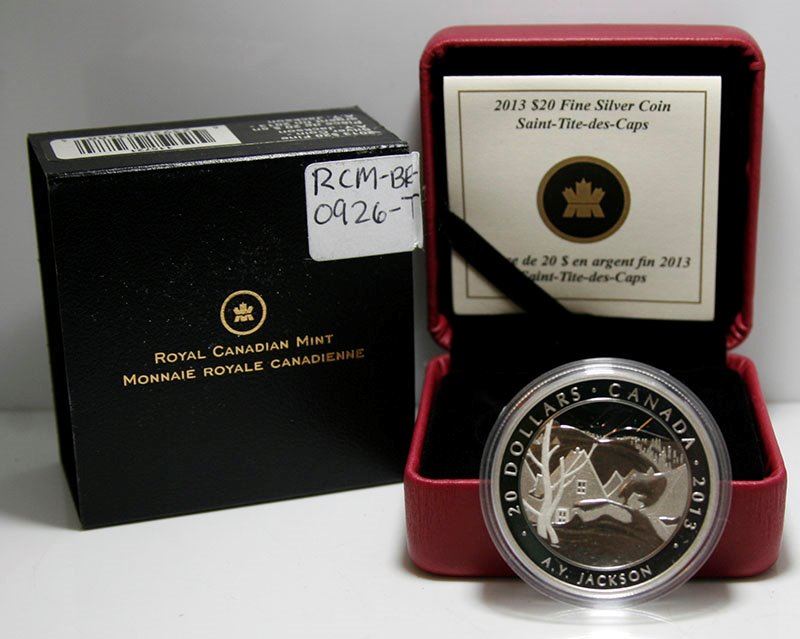 RCM-BR-
0926-T
ROYAL CANADIAN MINT
MONNAIE ROYALE CANADIENNE
2013 $20 Fine Silver Coin
Saint-Tite-des-Caps
de 20 $ en argent fin 2013
Saint-Tite-des-Caps
20 DOLLARS · CANADA · 2013
A.Y. JACKSON